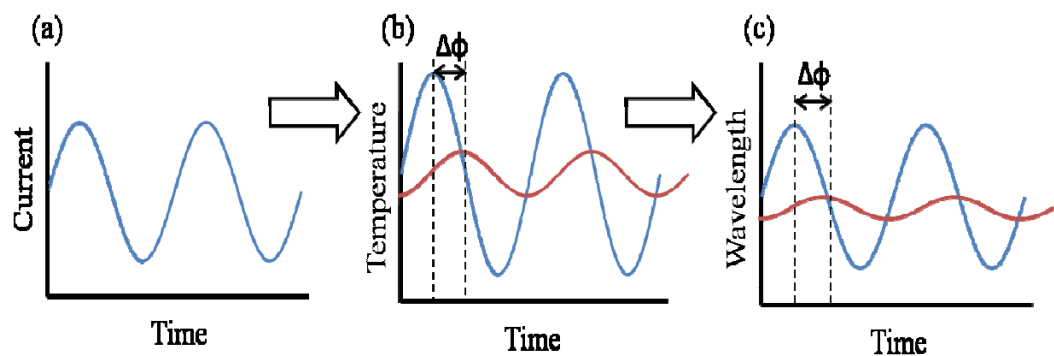 (a)
Current
Time
(b)
Δϕ
Temperature
Time
(c)
Δϕ
Wavelength
Time